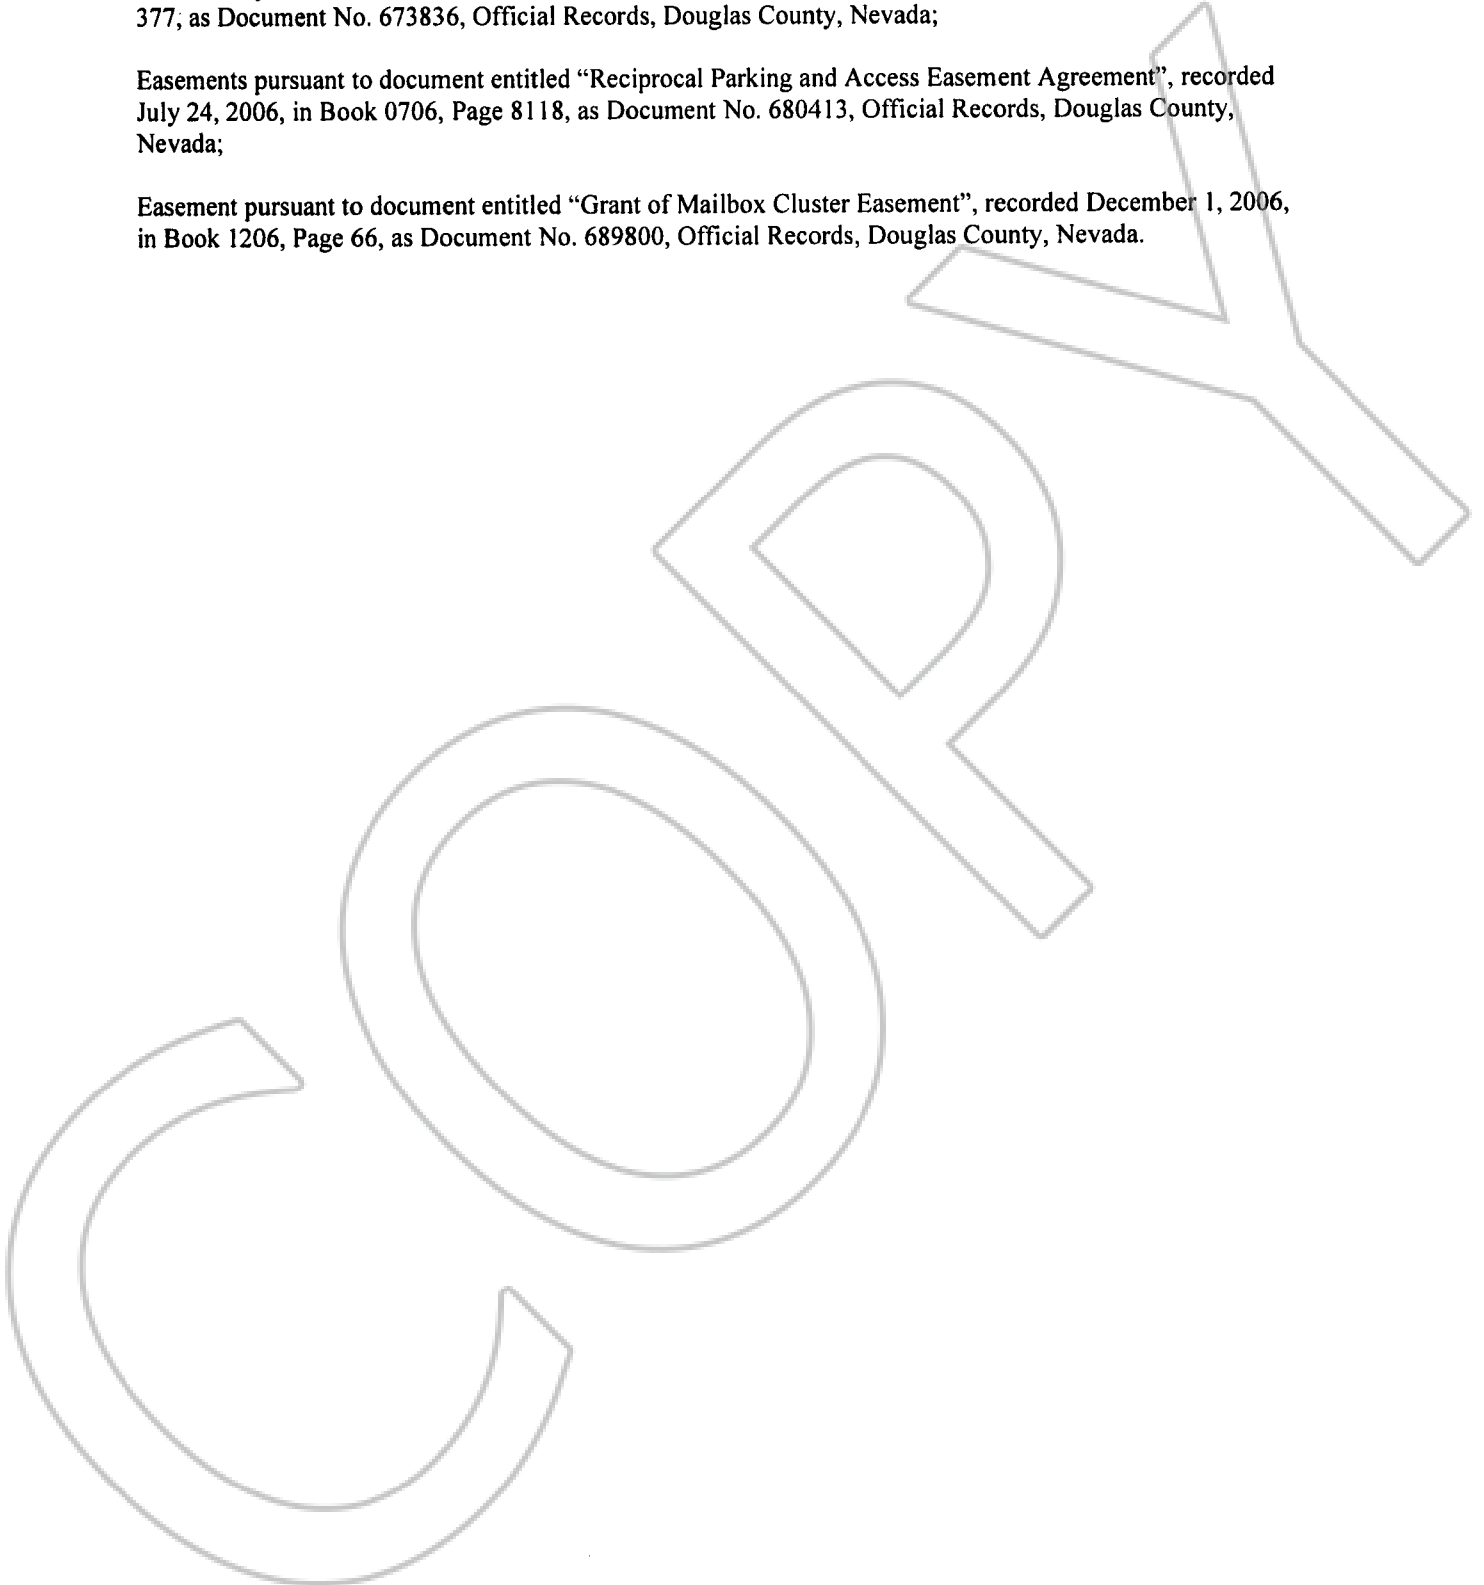 377, as Document No. 673836, Official Records, Douglas County, Nevada;
Easements pursuant to document entitled “Reciprocal Parking and Access Easement Agreement”, recorded
July 24, 2006, in Book 0706, Page 8118, as Document No. 680413, Official Records, Douglas County,
Nevada;
Easement pursuant to document entitled “Grant of Mailbox Cluster Easement”, recorded December 1, 2006,
in Book 1206, Page 66, as Document No. 689800, Official Records, Douglas County, Nevada.
COPY